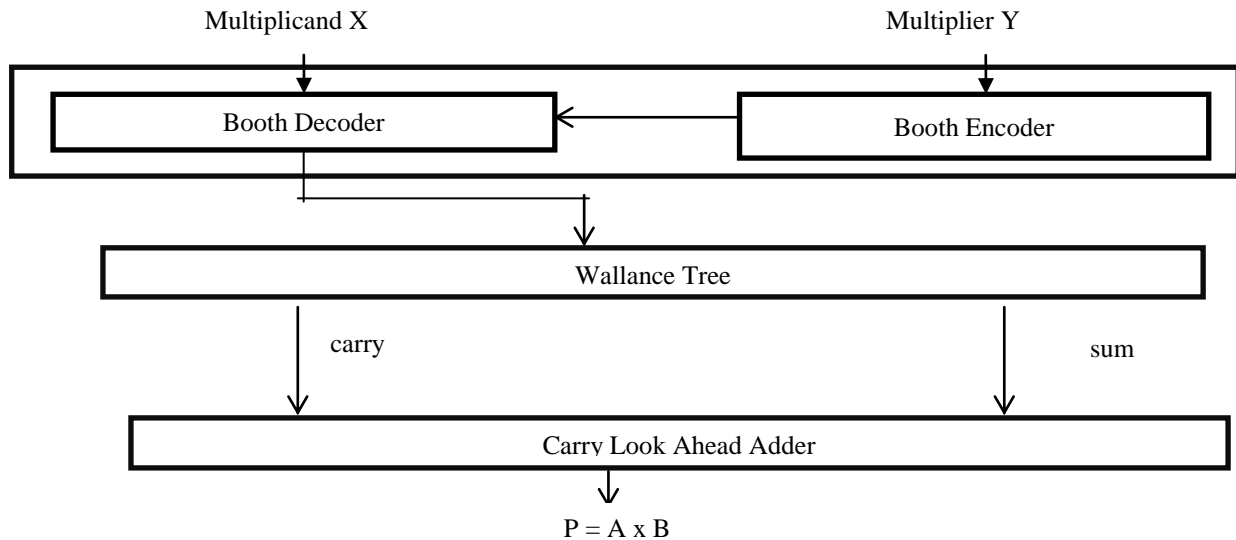 Multiplicand X
Multiplier Y
Booth Decoder
Booth Encoder
Wallance Tree
carry
sum
Carry Look Ahead Adder
P = A x B